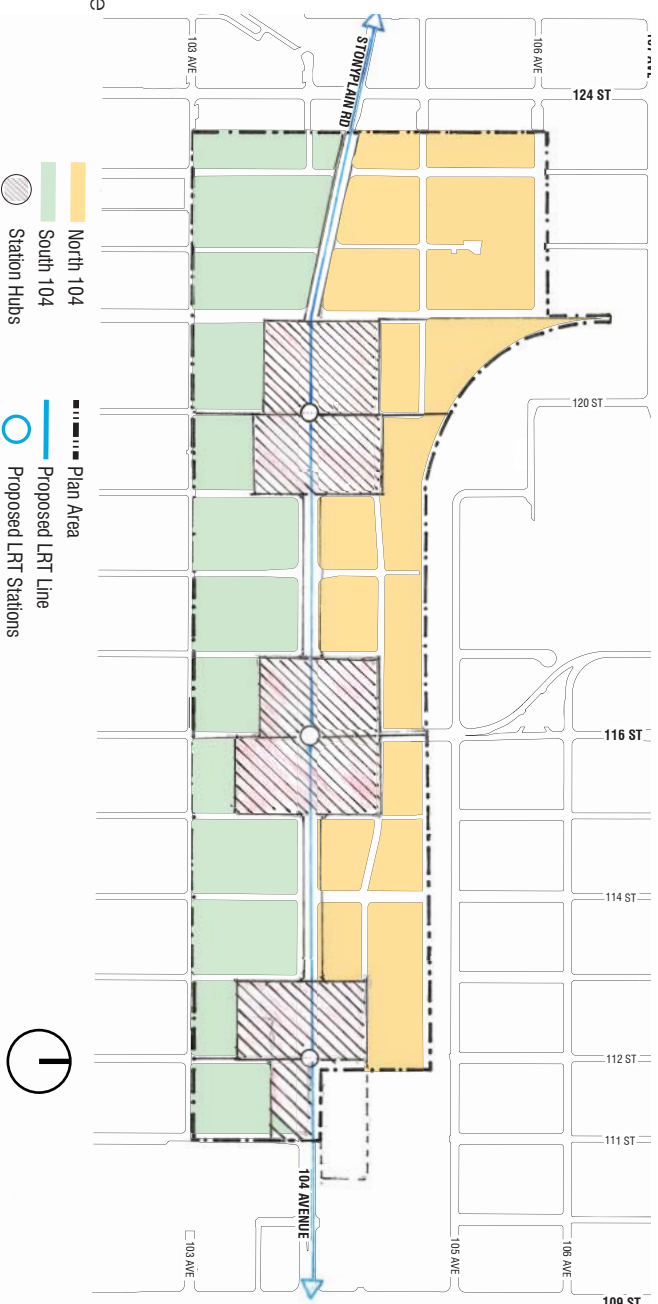 e
107 AVE
103 AVE
106 AVE
STONYPLAIN RD
124 ST
North 104
South 104
Station Hubs
Plan Area
Proposed LRT Line
Proposed LRT Stations
120 ST
116 ST
114 ST
112 ST
111 ST
104 AVENUE
103 AVE
105 AVE
106 AVE
109 ST